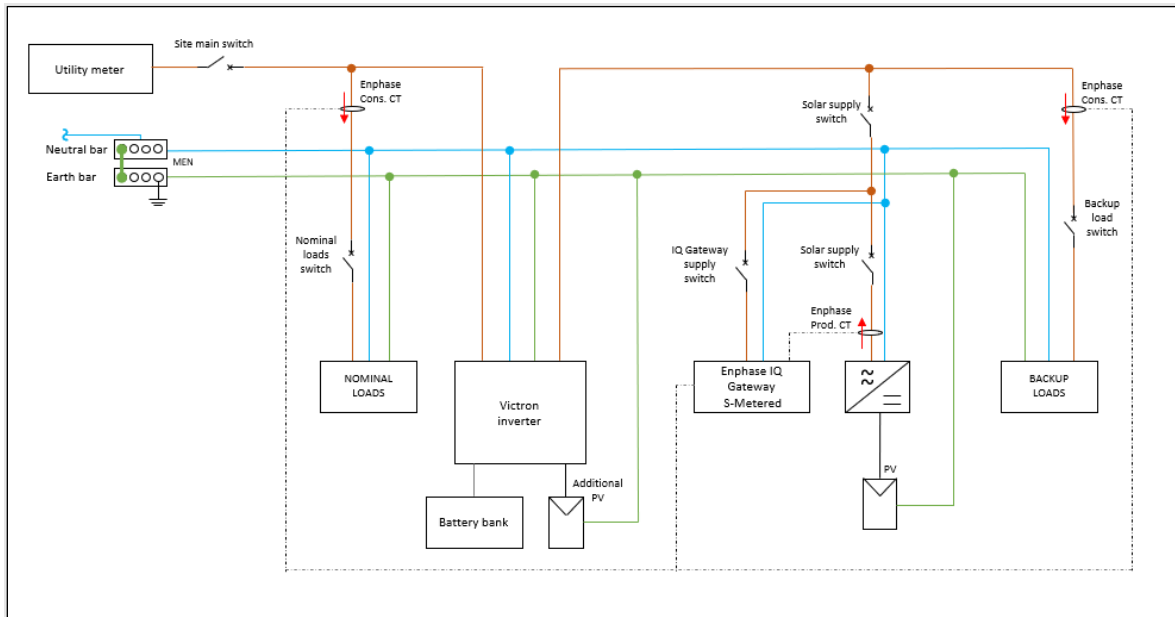 Site main switch
Utility meter
Enphase
Cons. CT
Solar supply
switch
Enphase
Cons. CT
Neutral bar
MEN
Earth bar
Nominal
loads
switch
IQ Gateway
supply
switch
Solar supply
switch
Backup
load
switch
Enphase
Prod. CT
NOMINAL
LOADS
Victron
inverter
Enphase IQ
Gateway
S-Metered
BACKUP
LOADS
Additional
PV
PV
Battery bank